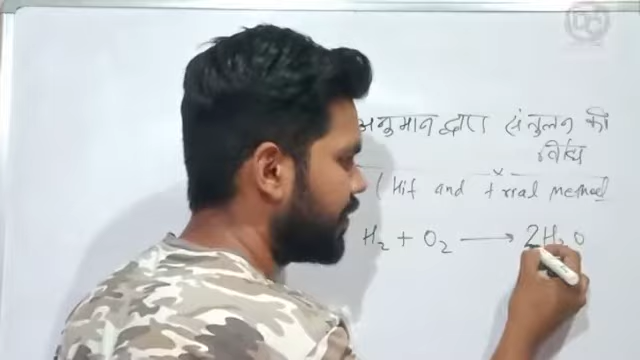 अनुमान द्वारा संतुलन की
विधि
(Hit and trial method
H₂ + O₂ → 2H₂O